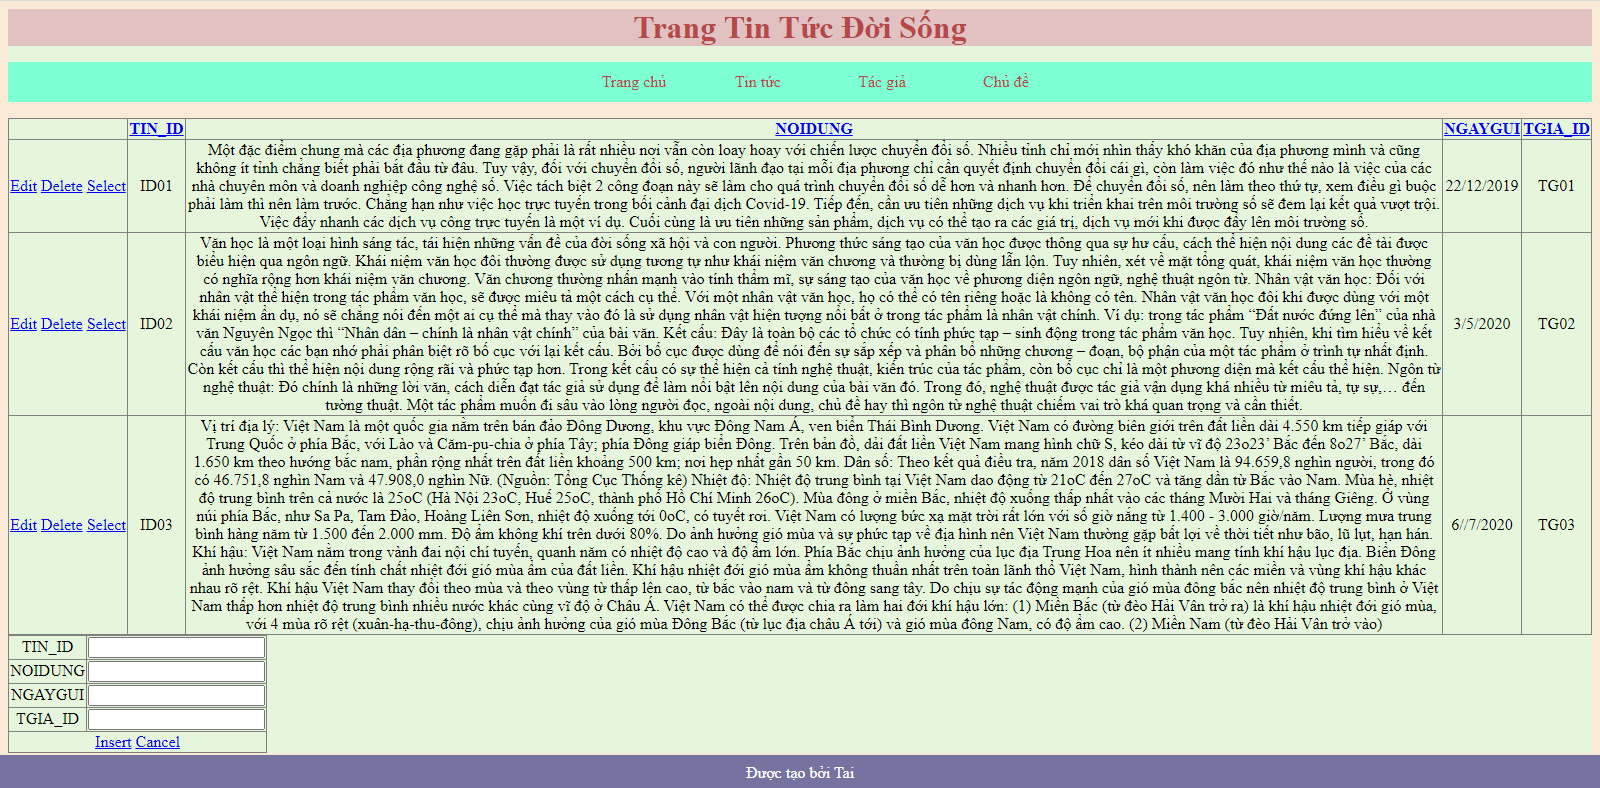 Trang Tin Tức Đời Sống
Trang chủ Tin tức Tác giả Chủ đề
TIN_ID NOIDUNG NGAYGUI TGIA_ID
Một đặc điểm chung mà các địa phương đang gặp phải là rất nhiều nơi vẫn còn loay hoay với chiến lược chuyển đổi số. Nhiều tỉnh chỉ mới nhìn thấy khó khăn của địa phương mình và cũng
không ít tỉnh chẳng biết phải bắt đầu từ đâu. Tuy vậy, đối với chuyển đổi số, người lãnh đạo tại mỗi địa phương chỉ cần quyết định chuyển đổi cái gì, còn làm việc đó như thế nào là việc của các
Edit Delete Select ID01 nhà chuyên môn và doanh nghiệp công nghệ số. Việc tách biệt 2 công đoạn này sẽ làm cho quá trình chuyển đổi số dễ hơn và nhanh hơn. Để chuyển đổi số, nên làm theo thứ tự, xem điều gì buộc 22/12/2019 TG01
phải làm thì nên làm trước. Chẳng hạn như việc học trực tuyến trong bối cảnh đại dịch Covid-19. Tiếp đến, cần ưu tiên những dịch vụ khi triển khai trên môi trường số sẽ đem lại kết quả vượt trội.
Việc đẩy nhanh các dịch vụ công trực tuyến là một ví dụ. Cuối cùng là ưu tiên những sản phẩm, dịch vụ có thể tạo ra các giá trị, dịch vụ mới khi được đẩy lên môi trường số.
Văn học là một loại hình sáng tác, tái hiện những vấn đề của đời sống xã hội và con người. Phương thức sáng tạo của văn học được thông qua sự hư cấu, cách thể hiện nội dung các đề tài được
biểu hiện qua ngôn ngữ. Khái niệm văn học đôi thường được sử dụng tương tự như khái niệm văn chương và thường bị dùng lẫn lộn. Tuy nhiên, xét về mặt tổng quát, khái niệm văn học thường
có nghĩa rộng hơn khái niệm văn chương. Văn chương thường nhấn mạnh vào tính thẩm mĩ, sự sáng tạo của văn học về phương diện ngôn ngữ, nghệ thuật ngôn từ. Nhân vật văn học: Đối với
nhân vật thể hiện trong tác phẩm văn học, sẽ được miêu tả một cách cụ thể. Với một nhân vật văn học, họ có thể có tên riêng hoặc là không có tên. Nhân vật văn học đôi khi được dùng với một
Edit Delete Select ID02 khái niệm ẩn dụ, nó sẽ chẳng nói đến một ai cụ thể mà thay vào đó là sử dụng nhân vật hiện tượng nổi bất ở trong tác phẩm là nhân vật chính. Ví dụ: trong tác phẩm “Đất nước đứng lên” của nhà 3/5/2020 TG02
văn Nguyên Ngọc thì “Nhân dân – chính là nhân vật chính” của bài văn. Kết cấu: Đây là toàn bộ các tổ chức có tính phức tạp – sinh động trong tác phẩm văn học. Tuy nhiên, khi tìm hiểu về kết
cấu văn học các bạn nhớ phải phân biệt rõ bố cục với lại kết cấu. Bởi bố cục được dùng để nói đến sự sắp xếp và phân bố những chương – đoạn, bộ phận của một tác phẩm ở trình tự nhất định.
Còn kết cấu thì thể hiện nội dung rộng rãi và phức tạp hơn. Trong kết cấu có sự thể hiện cả tính nghệ thuật, kiến trúc của tác phẩm, còn bố cục chỉ là một phương diện mà kết cấu thể hiện. Ngôn từ
nghệ thuật: Đó chính là những lời văn, cách diễn đạt tác giả sử dụng để làm nổi bật lên nội dung của bài văn đó. Trong đó, nghệ thuật được tác giả vận dụng khá nhiều từ miêu tả, tự sự,… đến
tường thuật. Một tác phẩm muốn đi sâu vào lòng người đọc, ngoài nội dung, chủ đề hay thì ngôn từ nghệ thuật chiếm vai trò khá quan trọng và cần thiết.
Vị trí địa lý: Việt Nam là một quốc gia nằm trên bán đảo Đông Dương, khu vực Đông Nam Á, ven biển Thái Bình Dương. Việt Nam có đường biên giới trên đất liền dài 4.550 km tiếp giáp với
Trung Quốc ở phía Bắc, với Lào và Căm-pu-chia ở phía Tây; phía Đông giáp biển Đông. Trên bản đồ, dải đất liền Việt Nam mang hình chữ S, kéo dài từ vĩ độ 23o23’ Bắc đến 8o27’ Bắc, dài
1.650 km theo hướng bắc nam, phần rộng nhất trên đất liền khoảng 500 km; nơi hẹp nhất gần 50 km. Dân số: Theo kết quả điều tra, năm 2018 dân số Việt Nam là 94.659,8 nghìn người, trong đó
có 46.751,8 nghìn Nam và 47.908,0 nghìn Nữ. (Nguồn: Tổng Cục Thống kê) Nhiệt độ: Nhiệt độ trung bình tại Việt Nam dao động từ 21oC đến 27oC và tăng dần từ Bắc vào Nam. Mùa hè, nhiệt
độ trung bình trên cả nước là 25oC (Hà Nội 23oC, Huế 25oC, thành phố Hồ Chí Minh 26oC). Mùa đông ở miền Bắc, nhiệt độ xuống thấp nhất vào các tháng Mười Hai và tháng Giêng. Ở vùng
núi phía Bắc, như Sa Pa, Tam Đảo, Hoàng Liên Sơn, nhiệt độ xuống tới 0oC, có tuyết rơi. Việt Nam có lượng bức xạ mặt trời rất lớn với số giờ nắng từ 1.400 - 3.000 giờ/năm. Lượng mưa trung
Edit Delete Select ID03 bình hàng năm từ 1.500 đến 2.000 mm. Độ ẩm không khí trên dưới 80%. Do ảnh hưởng gió mùa và sự phức tạp về địa hình nên Việt Nam thường gặp bất lợi về thời tiết như bão, lũ lụt, hạn hán. 6//7/2020 TG03
Khí hậu: Việt Nam nằm trong vành đai nội chí tuyến, quanh năm có nhiệt độ cao và độ ẩm lớn. Phía Bắc chịu ảnh hưởng của lục địa Trung Hoa nên ít nhiều mang tính khí hậu lục địa. Biển Đông
ảnh hưởng sâu sắc đến tính chất nhiệt đới gió mùa ẩm của đất liền. Khí hậu nhiệt đới gió mùa ẩm không thuần nhất trên toàn lãnh thổ Việt Nam, hình thành nên các miền và vùng khí hậu khác
nhau rõ rệt. Khí hậu Việt Nam thay đổi theo mùa và theo vùng từ thấp lên cao, từ bắc vào nam và từ đông sang tây. Do chịu sự tác động mạnh của gió mùa đông bắc nên nhiệt độ trung bình ở Việt
Nam thấp hơn nhiệt độ trung bình nhiều nước khác cùng vĩ độ ở Châu Á. Việt Nam có thể được chia ra làm hai đới khí hậu lớn: (1) Miền Bắc (từ đèo Hải Vân trở ra) là khí hậu nhiệt đới gió mùa,
với 4 mùa rõ rệt (xuân-hạ-thu-đông), chịu ảnh hưởng của gió mùa Đông Bắc (từ lục địa châu Á tới) và gió mùa đông Nam, có độ ẩm cao. (2) Miền Nam (từ đèo Hải Vân trở vào)
TIN_ID
NOIDUNG
NGAYGUI
TGIA_ID
Insert Cancel
Được tạo bởi Tai